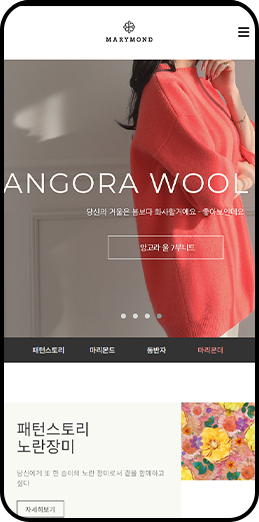 MARYMOND
ANGORA WOOL
당신의 겨울은 봄보다 화사할거예요 - 좋아보인데요
앙고라 울 7부니트
패턴스토리 마리몬드 동반자 마리몬데
패턴스토리
노란장미
당신에게 또 한 송이의 노란 장미로서 곁을 함께하고
싶다
자세히보기